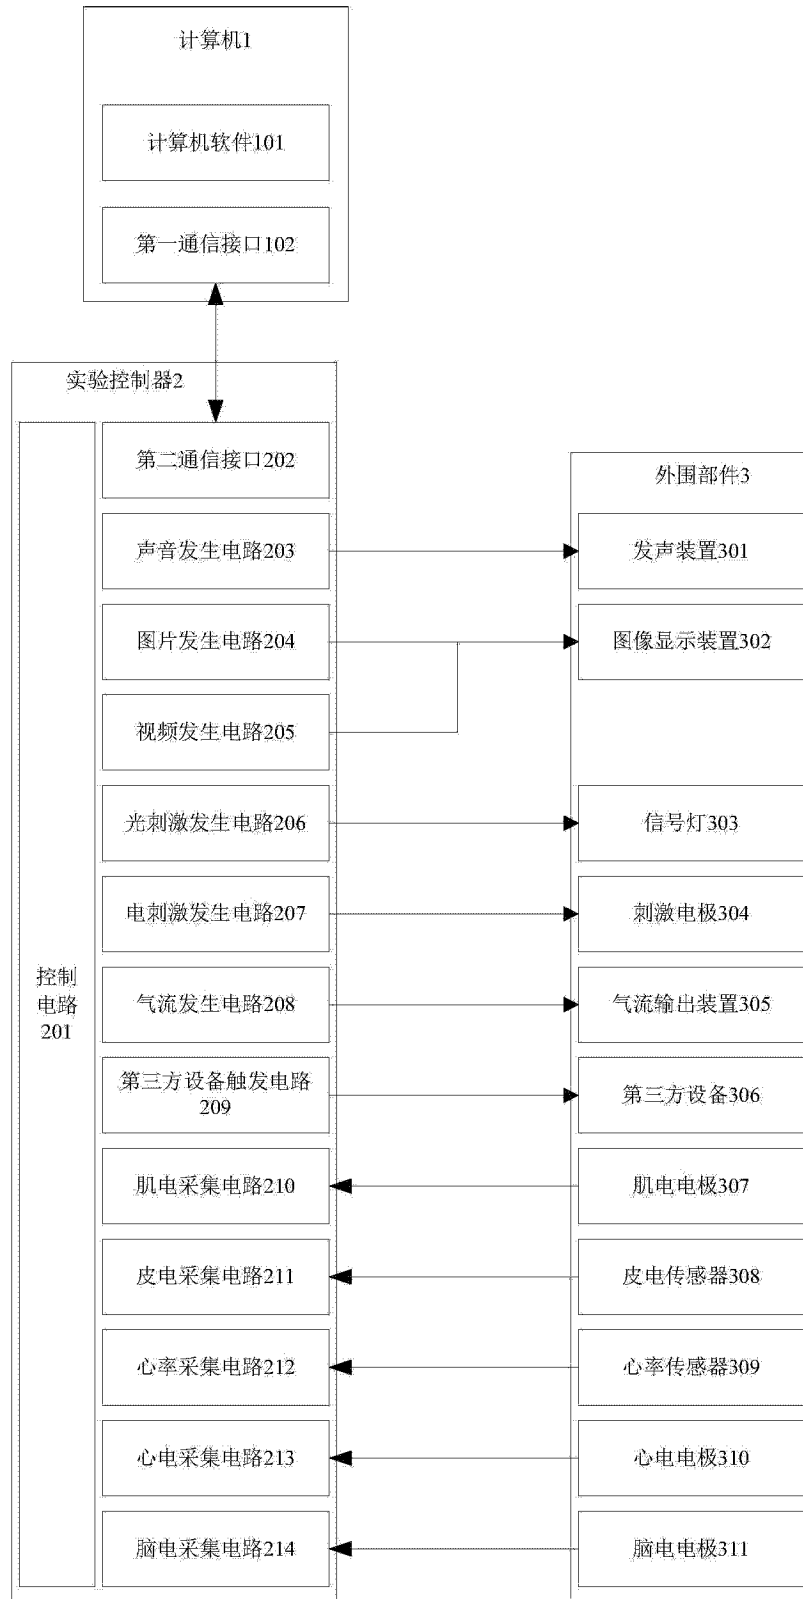 计算机1
计算机软件101
第一通信接口102
实验控制器2
控制
电路
201
第二通信接口202
声音发生电路203
图片发生电路204
视频发生电路205
光刺激发生电路206
电刺激发生电路207
气流发生电路208
第三方设备触发电路
209
肌电采集电路210
皮电采集电路211
心率采集电路212
心电采集电路213
脑电采集电路214
外围部件3
发声装置301
图像显示装置302
信号灯303
刺激电极304
气流输出装置305
第三方设备306
肌电电极307
皮电传感器308
心率传感器309
心电电极310
脑电电极311